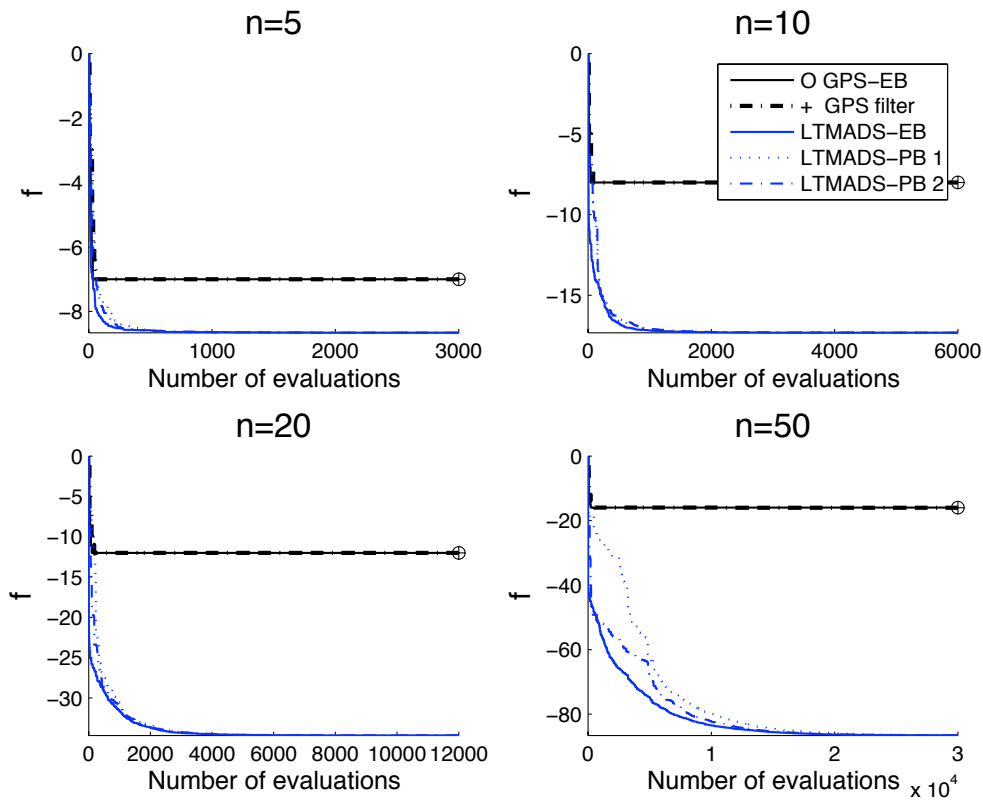 n=5
0
−2
−4
−6
−8
f
0 1000 2000 3000
Number of evaluations
n=10
0
−5
−10
−15
f
0 2000 4000 6000
Number of evaluations
O GPS−EB
+ GPS filter
LTMADS−EB
LTMADS−PB 1
LTMADS−PB 2
n=20
0
−5
−10
−15
−20
−25
−30
f
0 2000 4000 6000 8000 10000 12000
Number of evaluations
n=50
0
−20
−40
−60
−80
f
0 1 2 3
Number of evaluations
x 10⁴